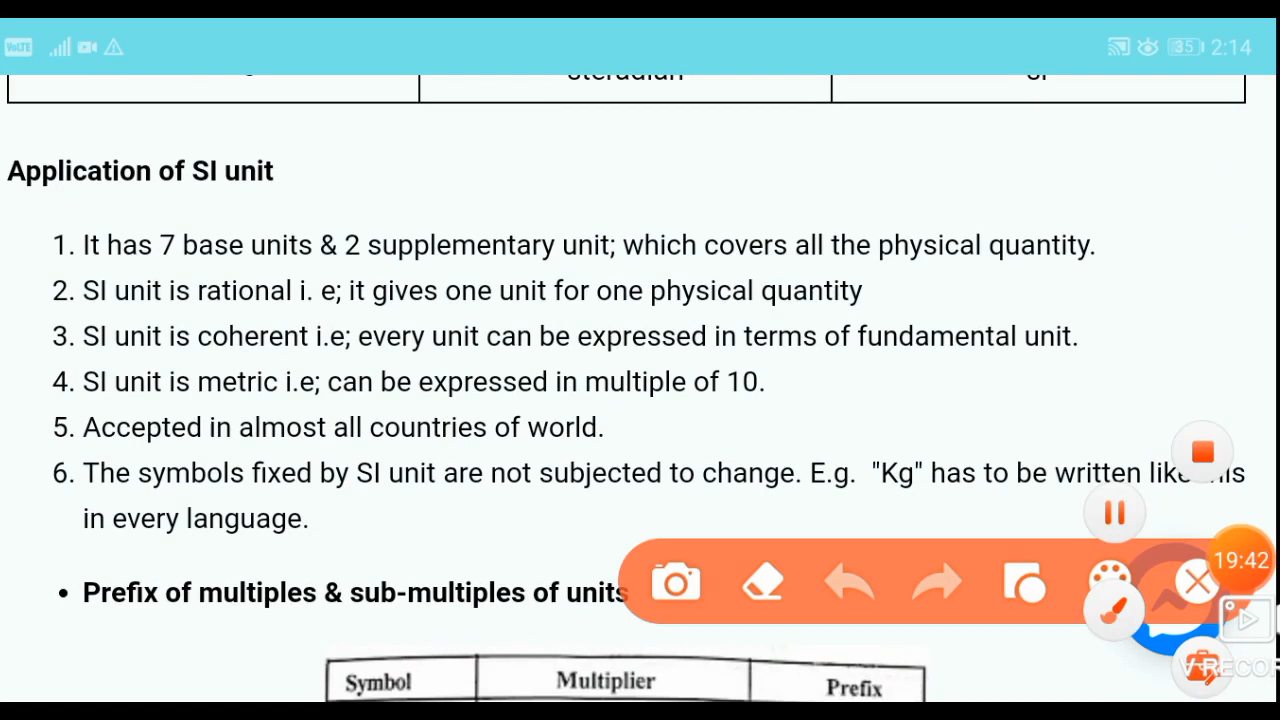 VoLTE 35 2:14
steradian
Application of SI unit
1. It has 7 base units & 2 supplementary unit; which covers all the physical quantity.
2. SI unit is rational i. e; it gives one unit for one physical quantity
3. SI unit is coherent i.e; every unit can be expressed in terms of fundamental unit.
4. SI unit is metric i.e; can be expressed in multiple of 10.
5. Accepted in almost all countries of world.
6. The symbols fixed by SI unit are not subjected to change. E.g. "Kg" has to be written like this
in every language.
19:42
• Prefix of multiples & sub-multiples of units
Symbol Multiplier Prefix